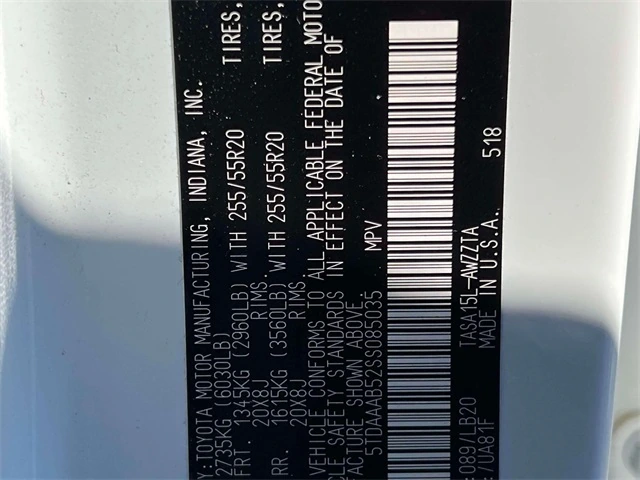 Y:TOYOTA MOTOR MANUFACTURING, INDIANA, INC.
2735KG (6030LB)
FRT. 1345KG (2960LB) WITH 255/55R20 TIRES,
20X8J RIMS.
RR. 1615KG (3560LB) WITH 255/55R20 TIRES,
20X8J RIMS.
VEHICLE CONFORMS TO ALL APPLICABLE FEDERAL MOTO
CLE SAFETY STANDARDS IN EFFECT ON THE DATE OF
FACTURE SHOWN ABOVE.
5TDAAAB52SS085035 MPV
:089/LB20 TASA15L-AWZZTA 518
:/UA81F MADE IN U.S.A.